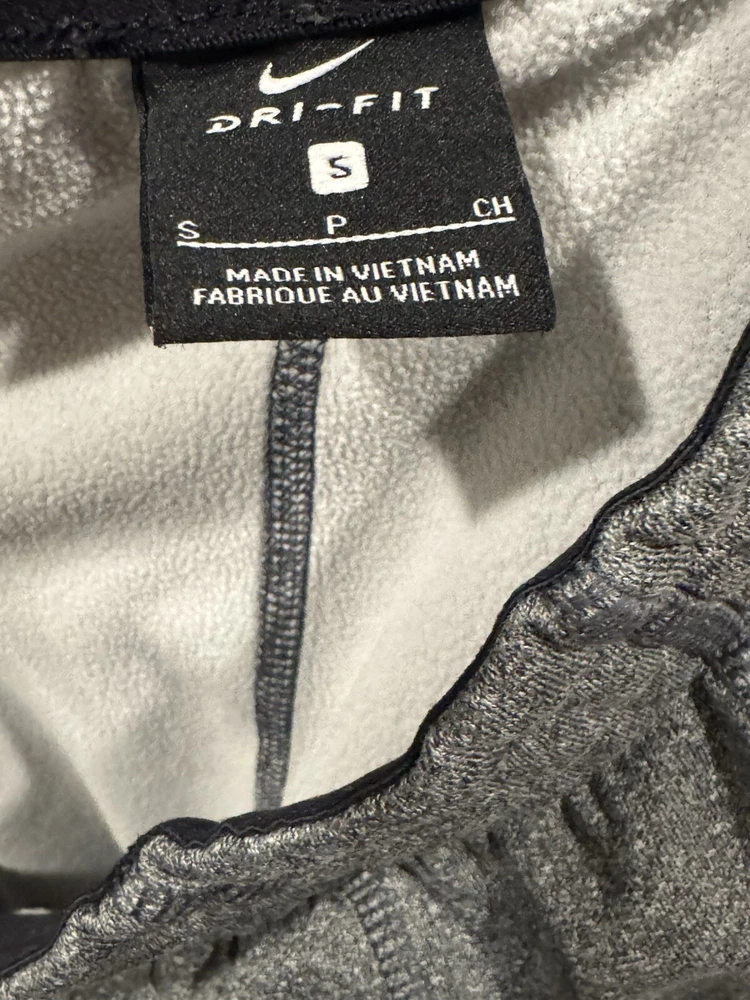 DRI-FIT
S
S P CH
MADE IN VIETNAM
FABRIQUE AU VIETNAM